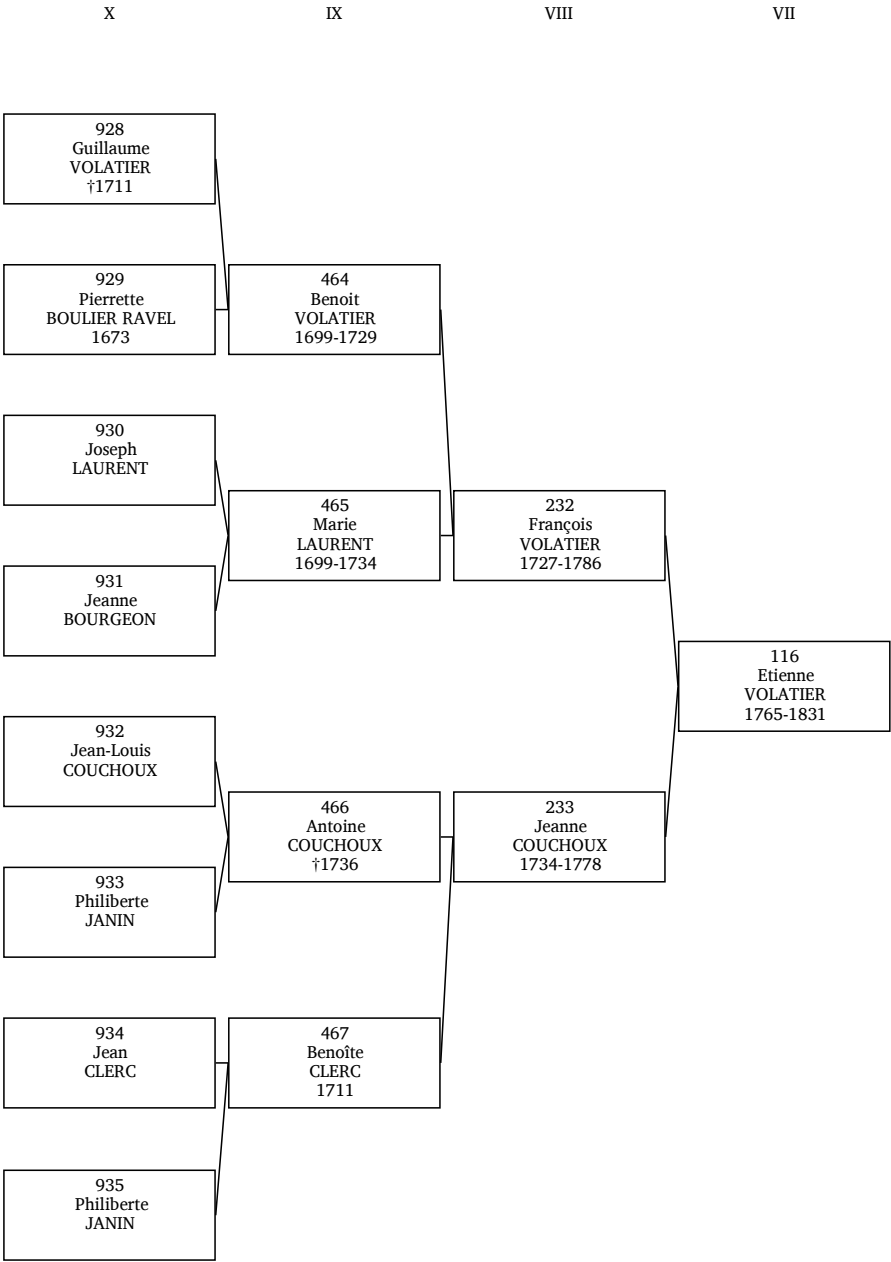 X IX VIII VII
928
Guillaume
VOLATIER
†1711
929
Pierrette
BOULIER RAVEL
1673
464
Benoit
VOLATIER
1699-1729
930
Joseph
LAURENT
465
Marie
LAURENT
1699-1734
232
François
VOLATIER
1727-1786
931
Jeanne
BOURGEON
116
Etienne
VOLATIER
1765-1831
932
Jean-Louis
COUCHOUX
466
Antoine
COUCHOUX
†1736
233
Jeanne
COUCHOUX
1734-1778
933
Philiberte
JANIN
934
Jean
CLERC
467
Benoîte
CLERC
1711
935
Philiberte
JANIN